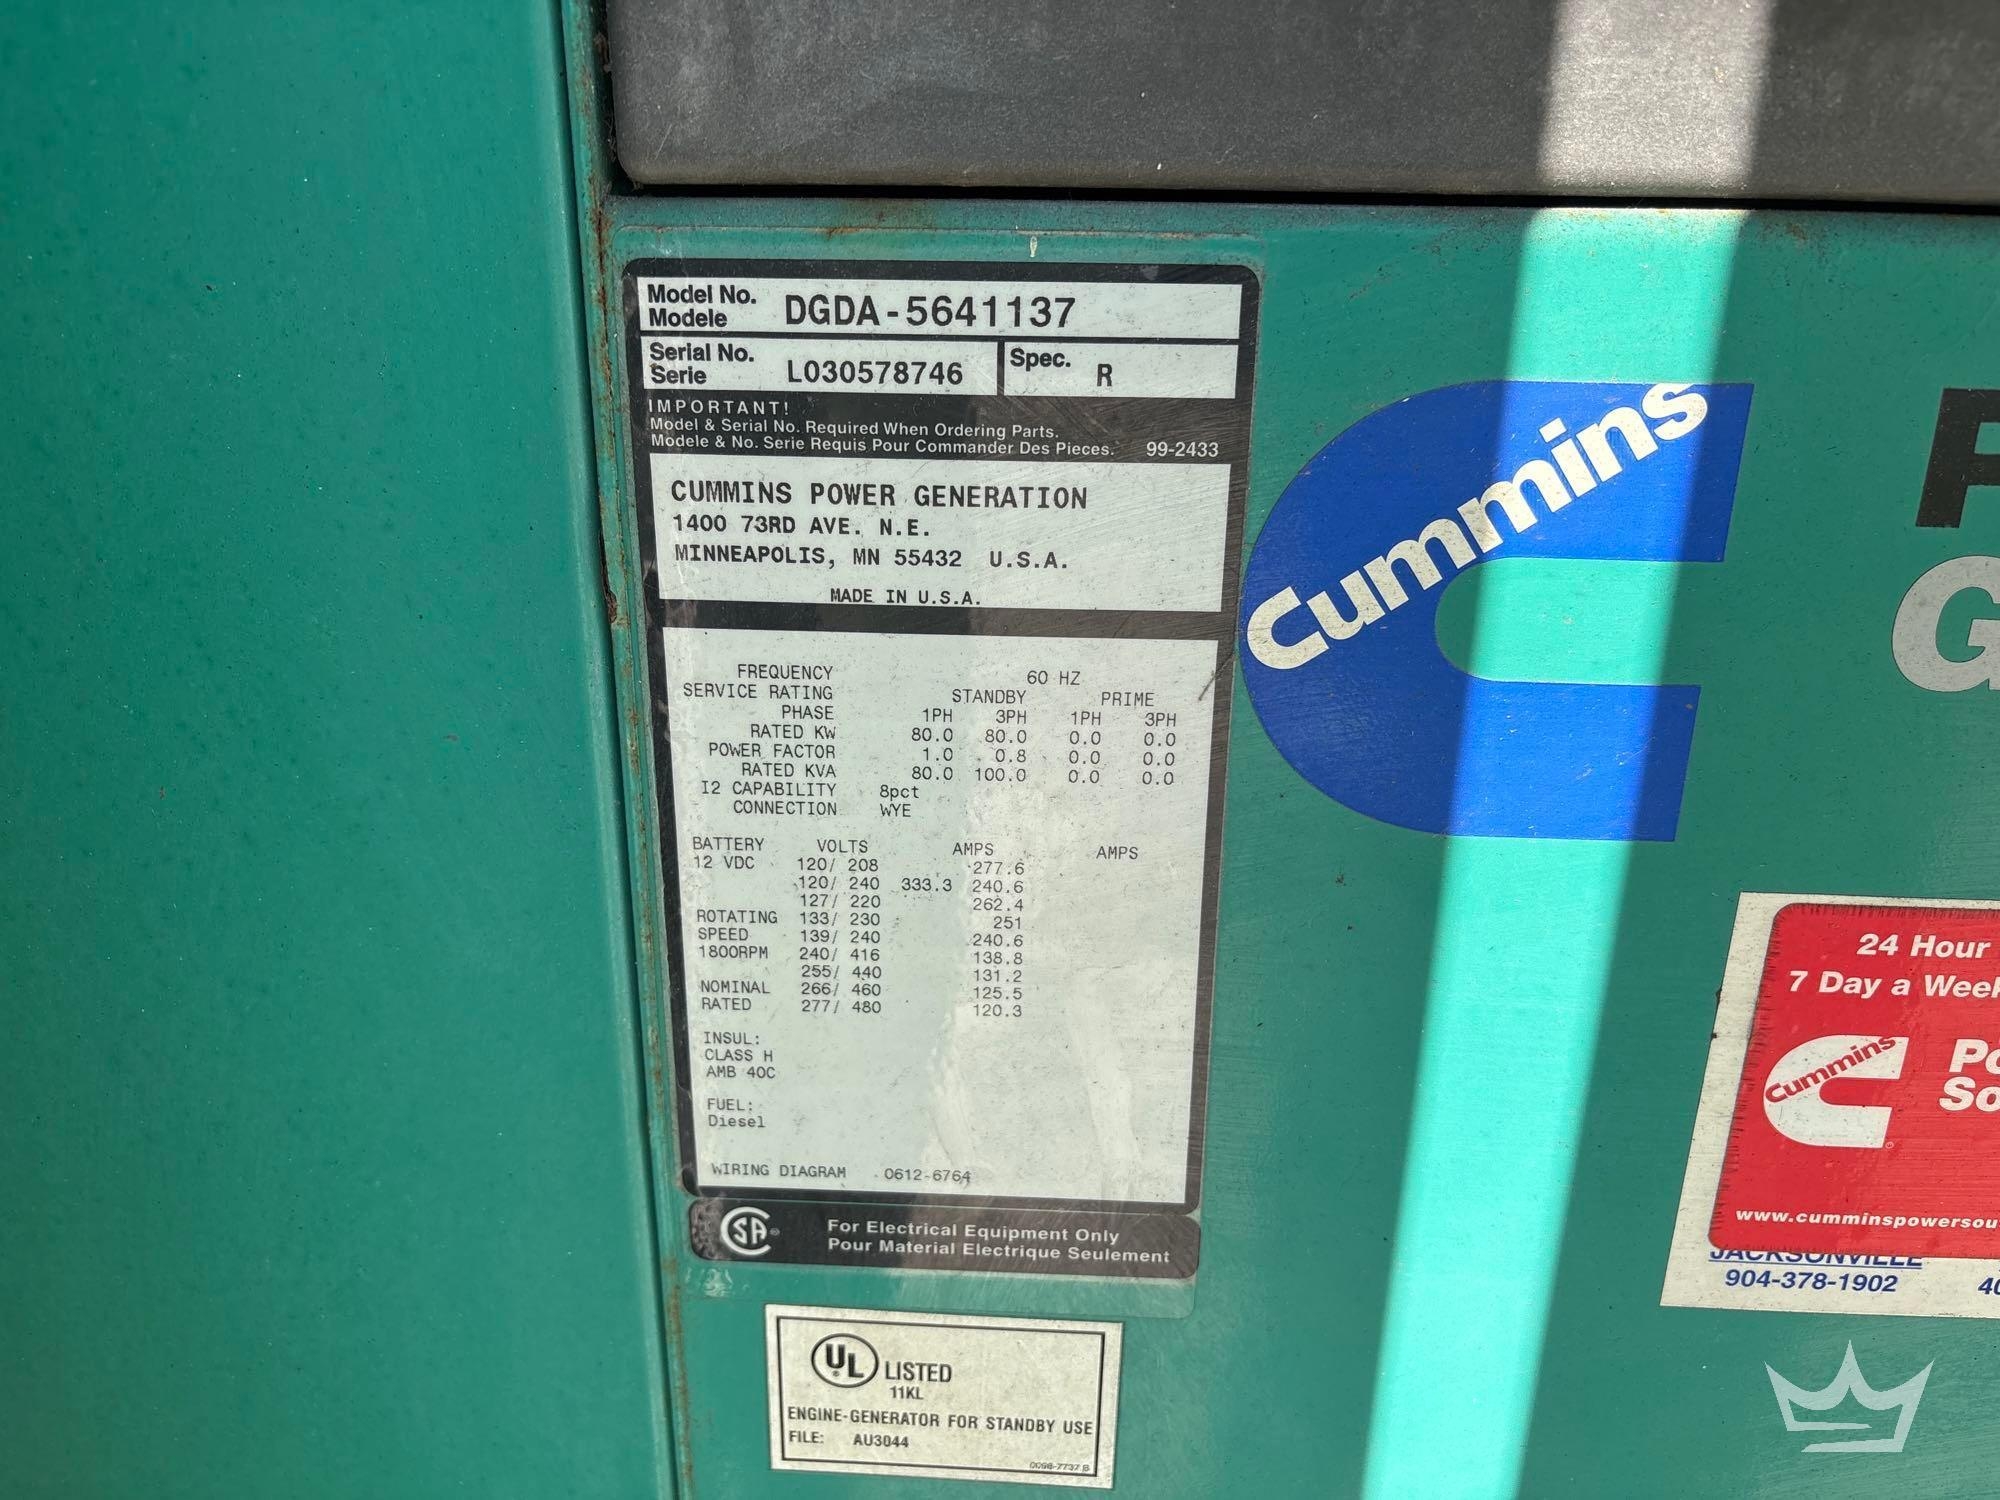 Model No.
Modele
DGDA-5641137
Serial No.
Serie
L030578746
Spec.
R
IMPORTANT!
Model & Serial No. Required When Ordering Parts.
Modele & No. Serie Requis Pour Commander Des Pieces. 99-2433
CUMMINS POWER GENERATION
1400 73RD AVE. N.E.
MINNEAPOLIS, MN 55432 U.S.A.
MADE IN U.S.A.
FREQUENCY 60 HZ
SERVICE RATING STANDBY PRIME
PHASE 1PH 3PH 1PH 3PH
RATED KW 80.0 80.0 0.0 0.0
POWER FACTOR 1.0 0.8 0.0 0.0
RATED KVA 80.0 100.0 0.0 0.0
I2 CAPABILITY 8pct
CONNECTION WYE
BATTERY VOLTS AMPS AMPS
12 VDC 120/ 208 277.6
120/ 240 333.3 240.6
127/ 220 262.4
ROTATING 133/ 230 251
SPEED 139/ 240 240.6
1800RPM 240/ 416 138.8
255/ 440 131.2
NOMINAL 266/ 460 125.5
RATED 277/ 480 120.3
INSUL:
CLASS H
AMB 40C
FUEL:
Diesel
WIRING DIAGRAM 0612-6764
SA
For Electrical Equipment Only
Pour Material Electrique Seulement
UL LISTED
11KL
ENGINE-GENERATOR FOR STANDBY USE
FILE: AU3044
0098-7737 B
Cummins
P
G
24 Hour
7 Day a Week
Cummins
Po
So
www.cumminspowersou
JACKSONVILLE
904-378-1902 40